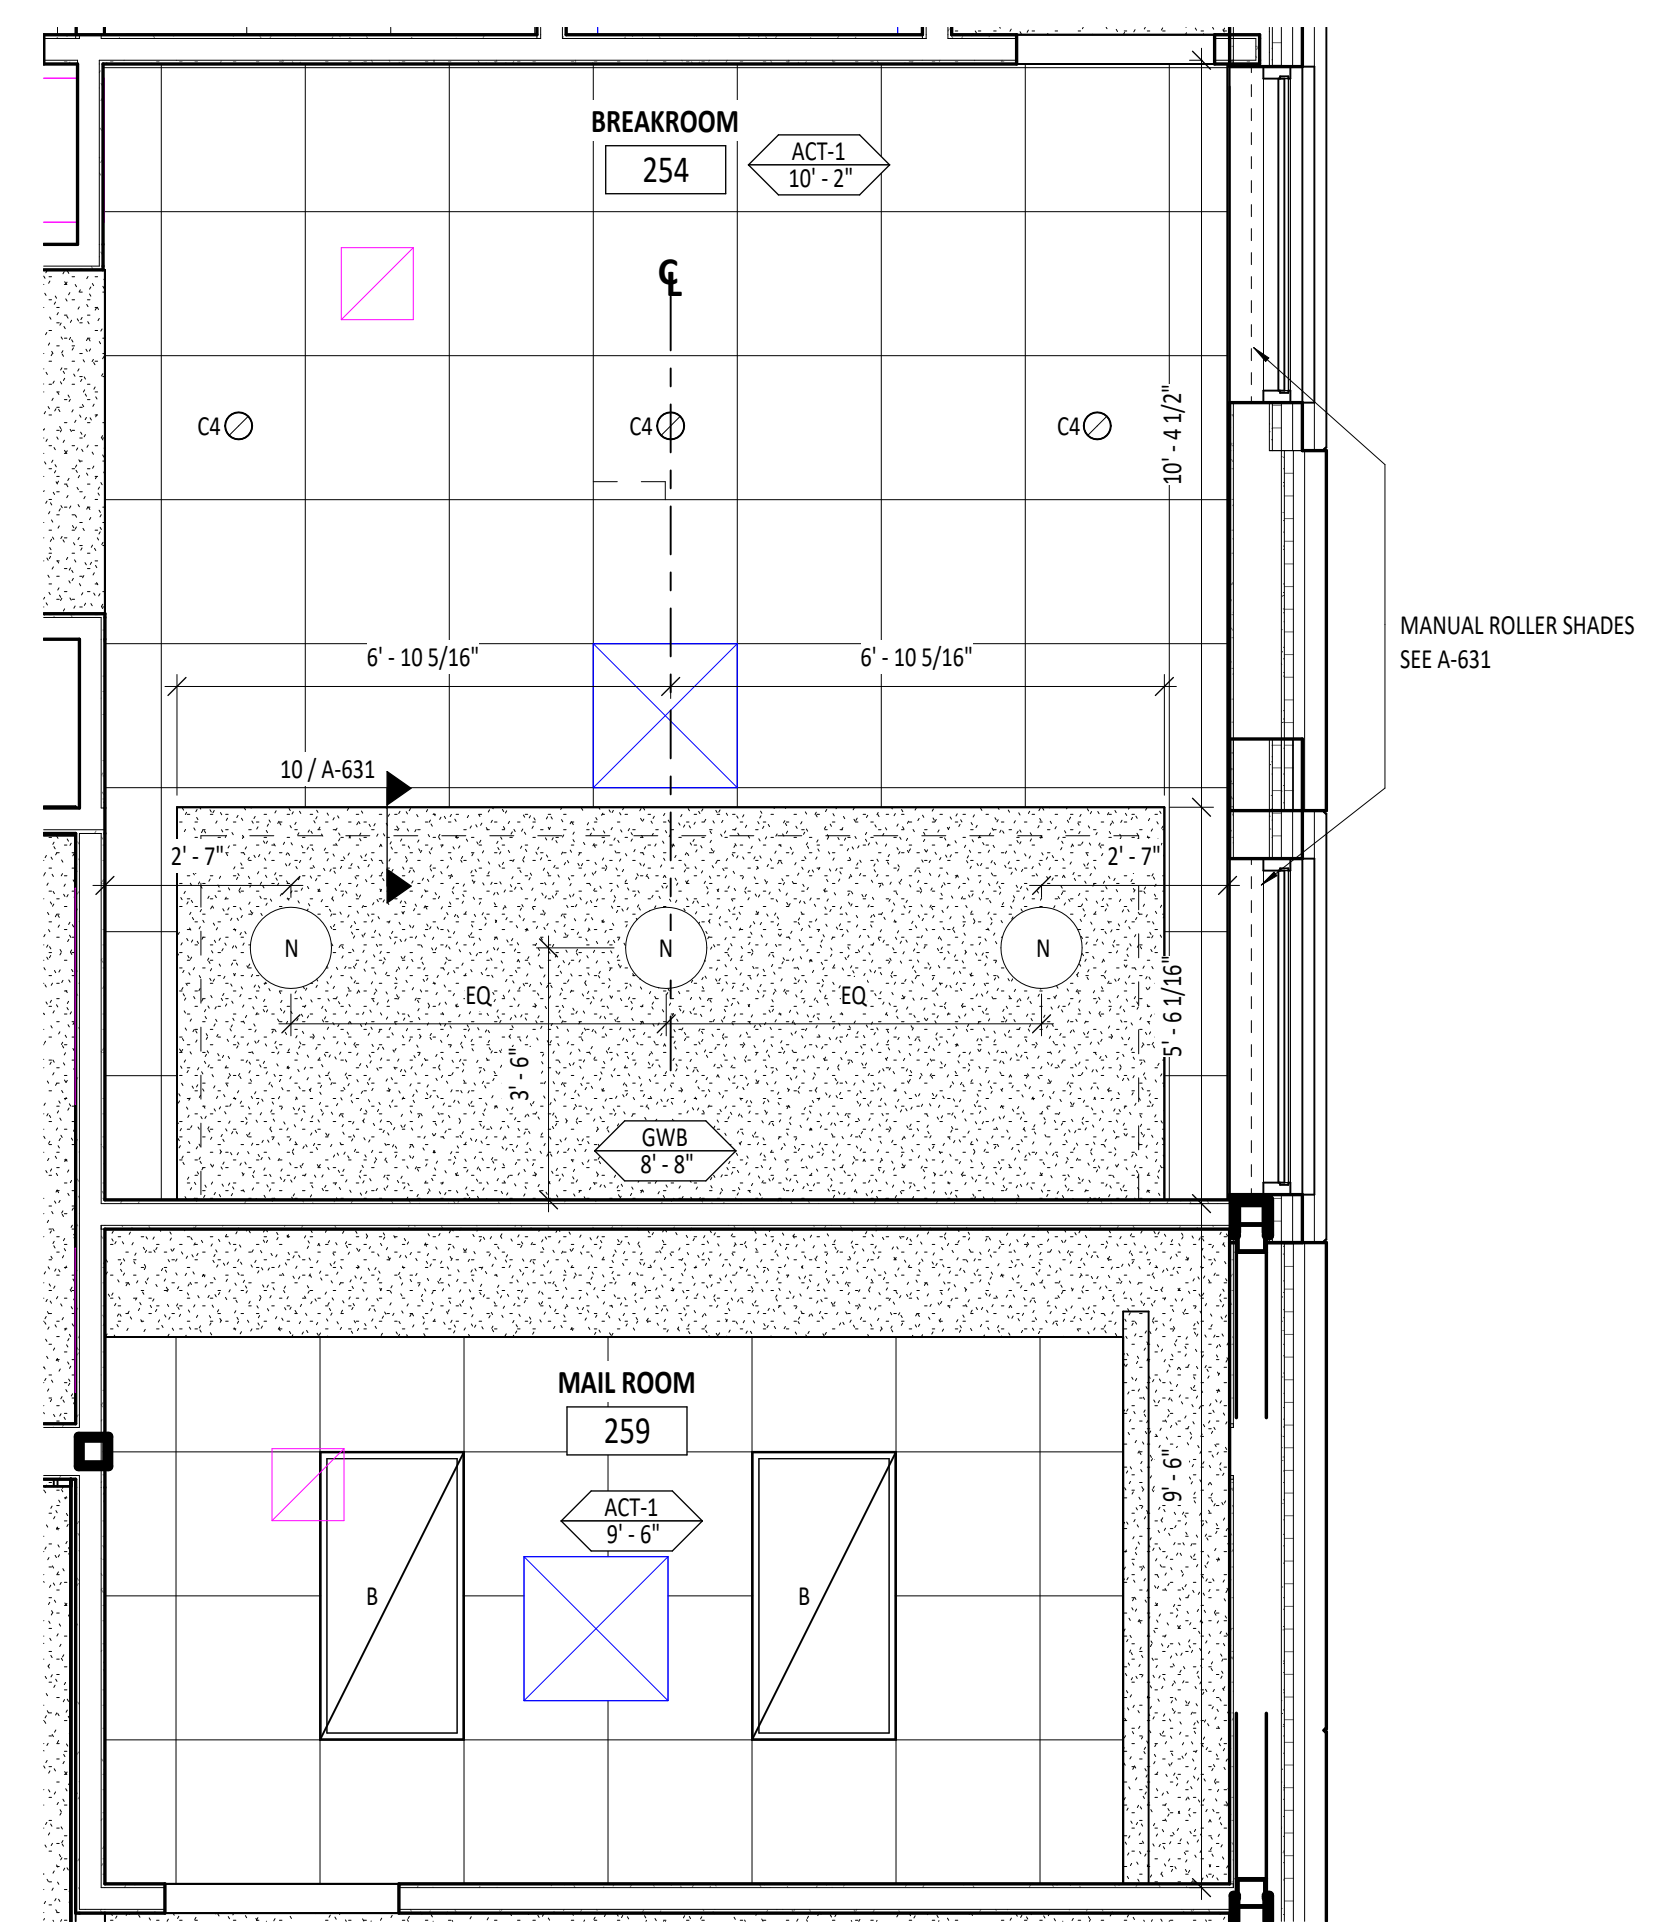 BREAKROOM
254
ACT-1
10' - 2"
CL
C4
C4
C4
10' - 4 1/2"
MANUAL ROLLER SHADES
SEE A-631
6' - 10 5/16"
6' - 10 5/16"
10 / A-631
2' - 7"
2' - 7"
N
N
N
EQ
EQ
5' - 6 1/16"
3' - 6"
GWB
8' - 8"
MAIL ROOM
259
ACT-1
9' - 6"
9' - 6"
B
B